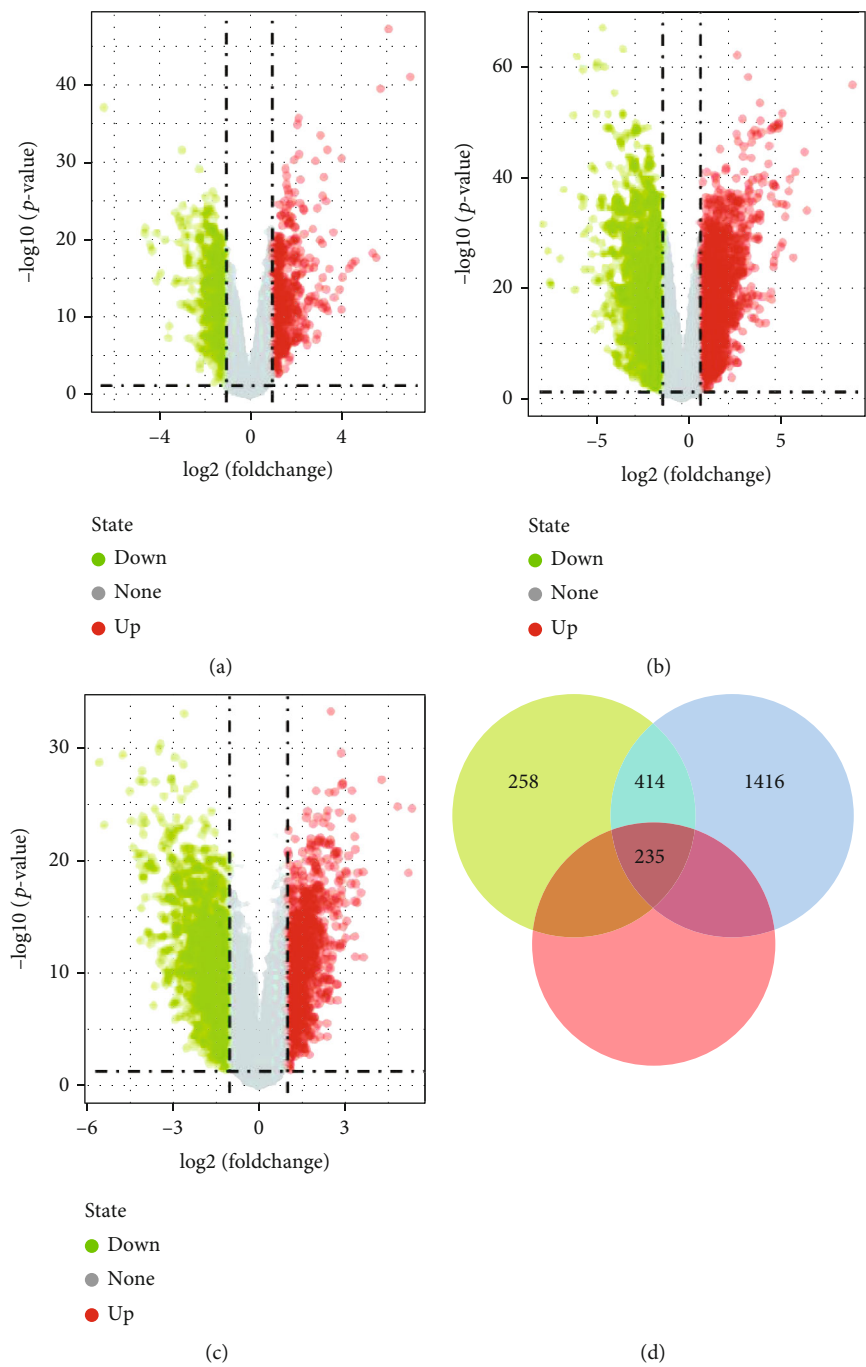 40
30
20
10
0
–log10 (p-value)
–4
0
4
log2 (foldchange)
State
Down
None
Up
(a)
60
40
20
0
–log10 (p-value)
–5
0
5
log2 (foldchange)
State
Down
None
Up
(b)
30
20
10
0
–log10 (p-value)
–6
–3
0
3
log2 (foldchange)
State
Down
None
Up
(c)
258
414
1416
235
(d)